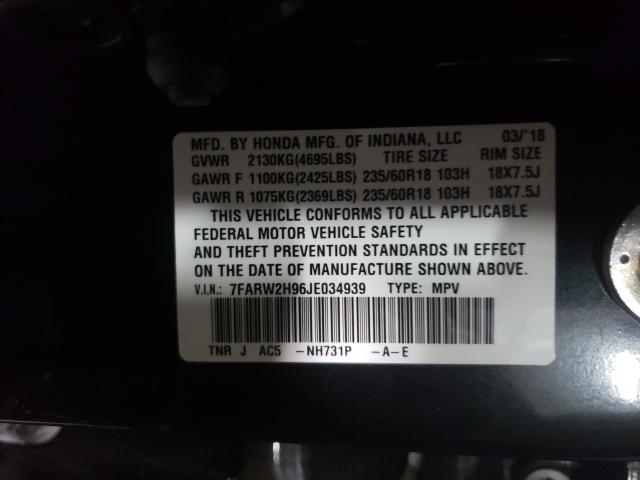 MFD. BY HONDA MFG. OF INDIANA, LLC 03/'18
GVWR 2130KG(4695LBS) TIRE SIZE RIM SIZE
GAWR F 1100KG(2425LBS) 235/60R18 103H 18X7.5J
GAWR R 1075KG(2369LBS) 235/60R18 103H 18X7.5J
THIS VEHICLE CONFORMS TO ALL APPLICABLE
FEDERAL MOTOR VEHICLE SAFETY
AND THEFT PREVENTION STANDARDS IN EFFECT
ON THE DATE OF MANUFACTURE SHOWN ABOVE.
V.I.N.: 7FARW2H96JE034939 TYPE: MPV
TNR J AC5 -NH731P -A-E